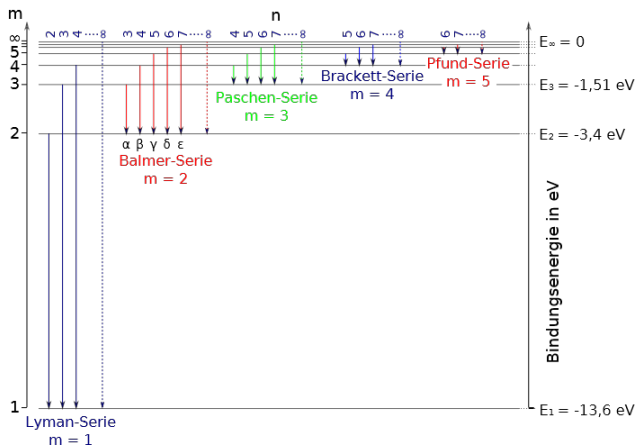 m
n
2 3 4 ····∞
3 4 5 6 7 ····∞
4 5 6 7 ····∞
5 6 7 ····∞
6 7 ····∞
∞
5
4
3
2
1
E∞ = 0
E₃ = -1,51 eV
E₂ = -3,4 eV
E₁ = -13,6 eV
Pfund-Serie
m = 5
Brackett-Serie
m = 4
Paschen-Serie
m = 3
α β γ δ ε
Balmer-Serie
m = 2
Lyman-Serie
m = 1
Bindungsenergie in eV